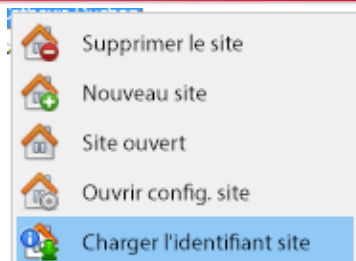 Supprimer le site
Nouveau site
Site ouvert
Ouvrir config. site
Charger l'identifiant site